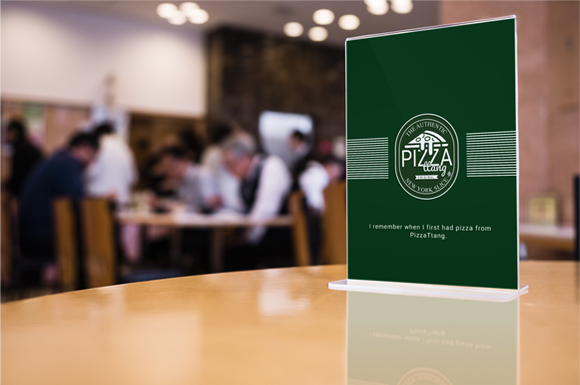 THE AUTHENTIC
PIZZA
ttang
NEW YORK SLICE
I remember when I first had pizza from
PizzaTtang.